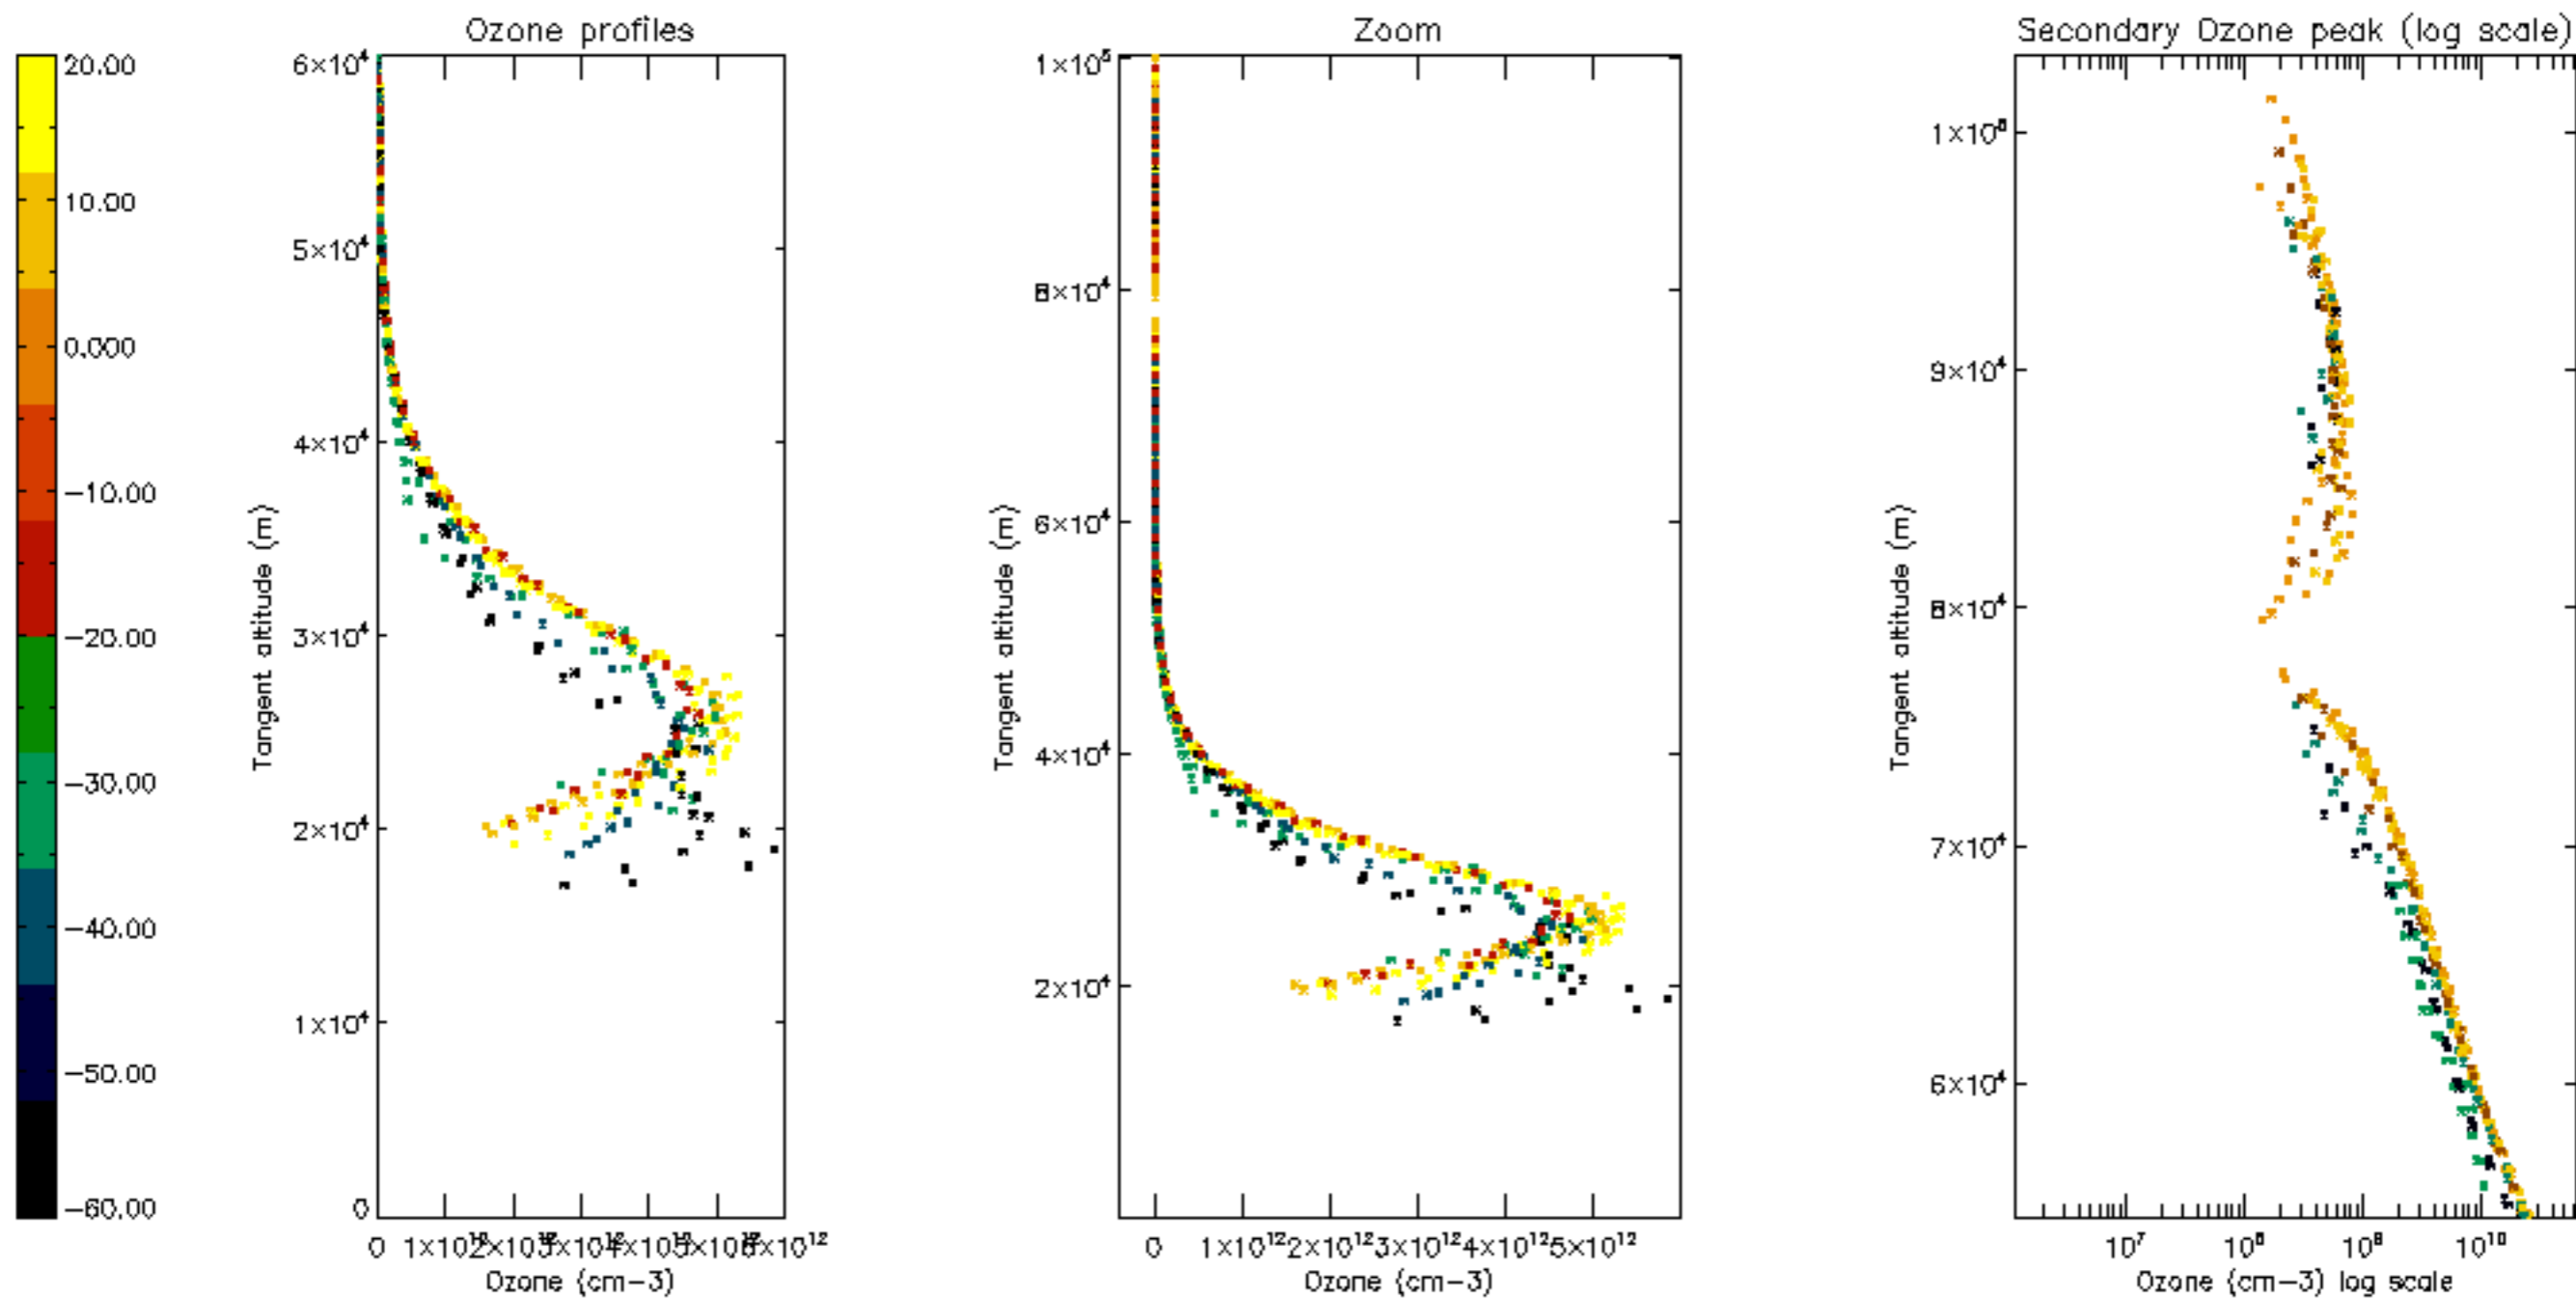 Ozone profiles
Zoom
Secondary Ozone peak (log scale)
20.00
10.00
0.000
−10.00
−20.00
−30.00
−40.00
−50.00
−60.00
Tangent altitude (m)
6×10⁴
5×10⁴
4×10⁴
3×10⁴
2×10⁴
1×10⁴
0
0
Ozone (cm−3)
Tangent altitude (m)
1×10⁵
8×10⁴
6×10⁴
4×10⁴
2×10⁴
0 1×10¹² 2×10¹² 3×10¹² 4×10¹² 5×10¹²
Ozone (cm−3)
Tangent altitude (m)
9×10⁴
8×10⁴
7×10⁴
6×10⁴
10⁷ 10⁸ 10⁹ 10¹⁰
Ozone (cm−3) log scale